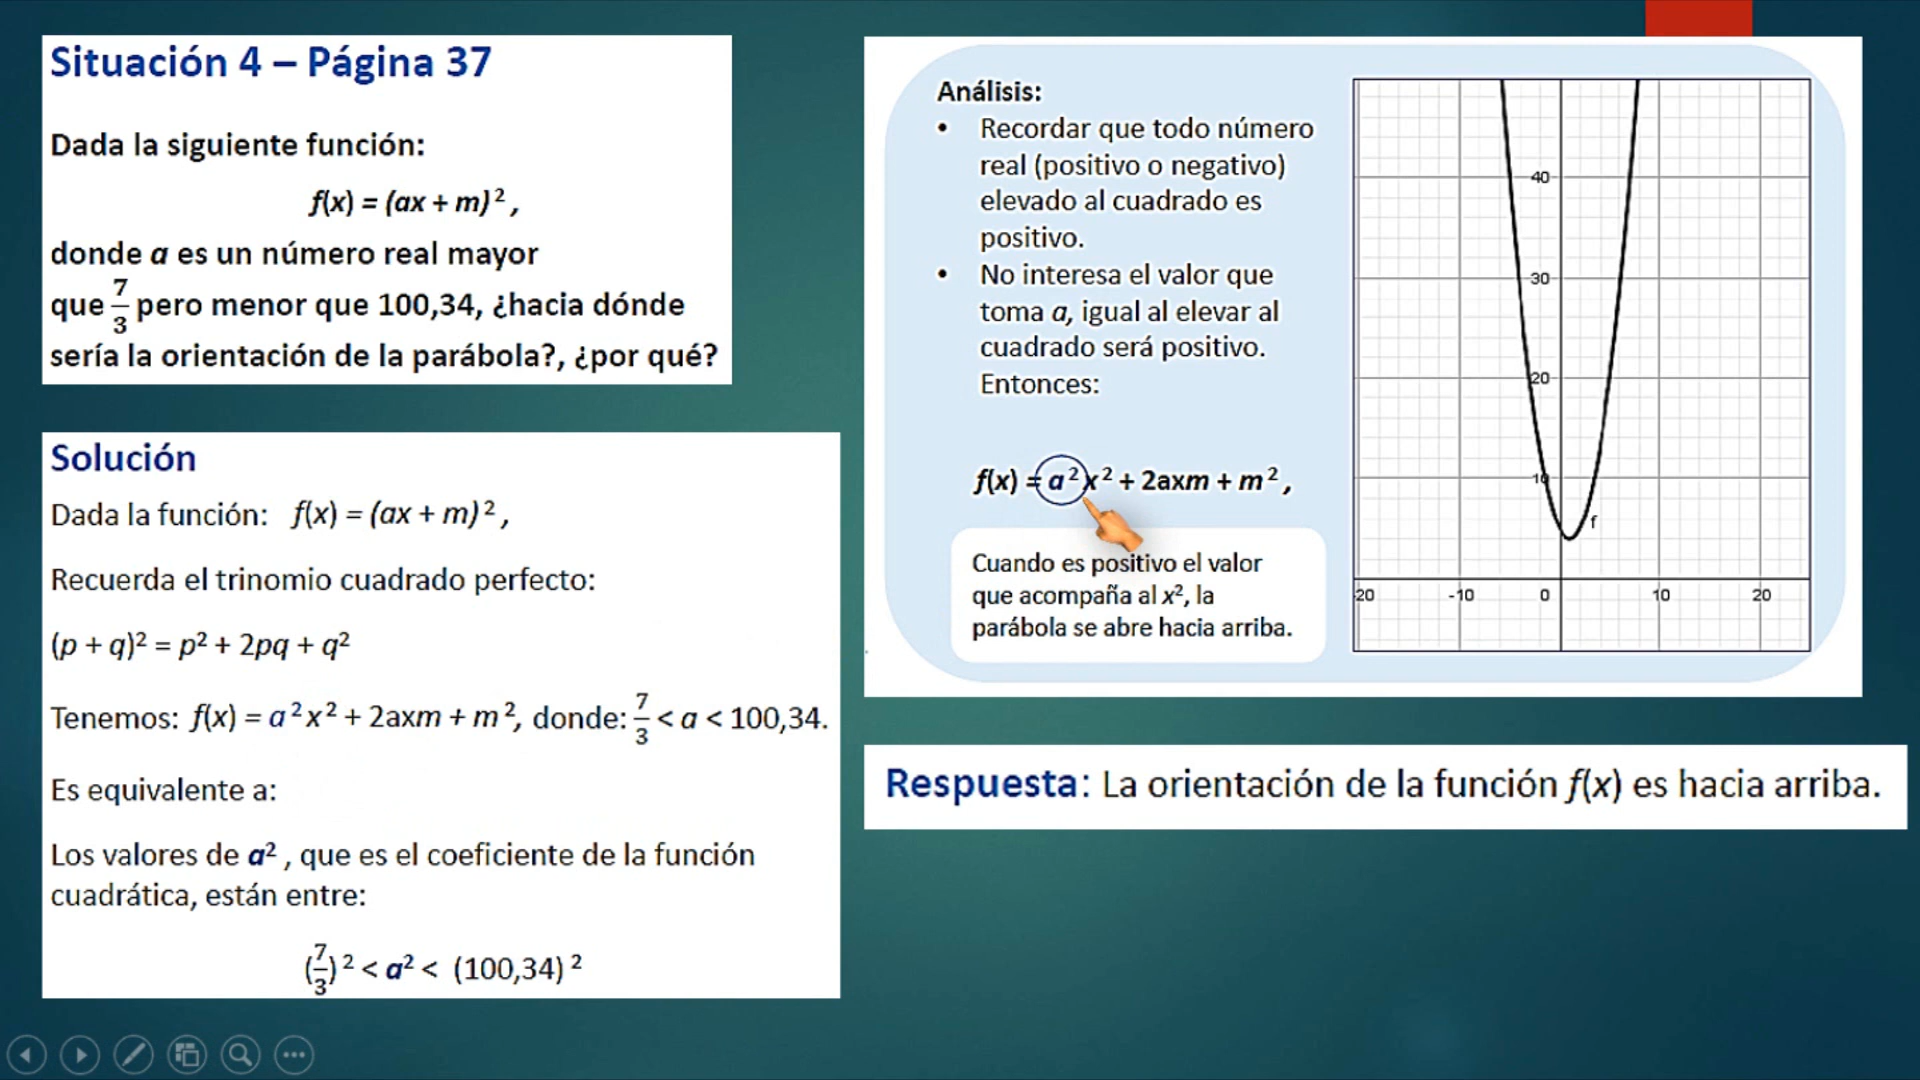 Situación 4 – Página 37
Dada la siguiente función:
f(x) = (ax + m)²,
donde a es un número real mayor
que 7/3 pero menor que 100,34, ¿hacia dónde
sería la orientación de la parábola?, ¿por qué?
Solución
Dada la función: f(x) = (ax + m)²,
Recuerda el trinomio cuadrado perfecto:
(p + q)² = p² + 2pq + q²
Tenemos: f(x) = a²x² + 2axm + m², donde: 7/3 < a < 100,34.
Es equivalente a:
Los valores de a², que es el coeficiente de la función
cuadrática, están entre:
(7/3)² < a² < (100,34)²
Análisis:
• Recordar que todo número
real (positivo o negativo)
elevado al cuadrado es
positivo.
• No interesa el valor que
toma a, igual al elevar al
cuadrado será positivo.
Entonces:
f(x) = a²x² + 2axm + m²,
Cuando es positivo el valor
que acompaña al x², la
parábola se abre hacia arriba.
40
30
20
10
f
20 -10 0 10 20
Respuesta: La orientación de la función f(x) es hacia arriba.